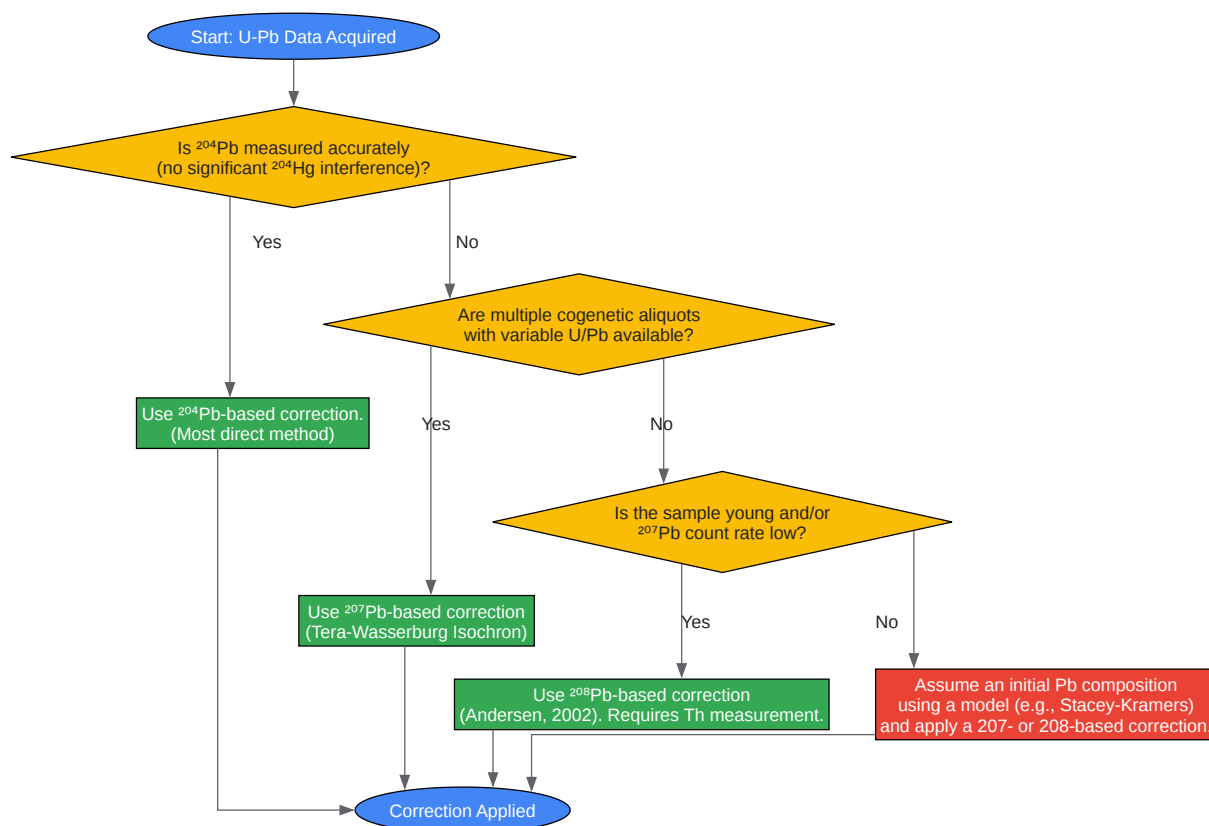 Start: U-Pb Data Acquired
Is ²⁰⁴Pb measured accurately
(no significant ²⁰⁴Hg interference)?
Yes
No
Are multiple cogenetic aliquots
with variable U/Pb available?
Use ²⁰⁴Pb-based correction.
(Most direct method)
Yes
No
Is the sample young and/or
²⁰⁷Pb count rate low?
Use ²⁰⁷Pb-based correction
(Tera-Wasserburg Isochron)
Yes
No
Use ²⁰⁸Pb-based correction
(Andersen, 2002). Requires Th measurement.
Assume an initial Pb composition
using a model (e.g., Stacey-Kramers)
and apply a 207- or 208-based correction.
Correction Applied